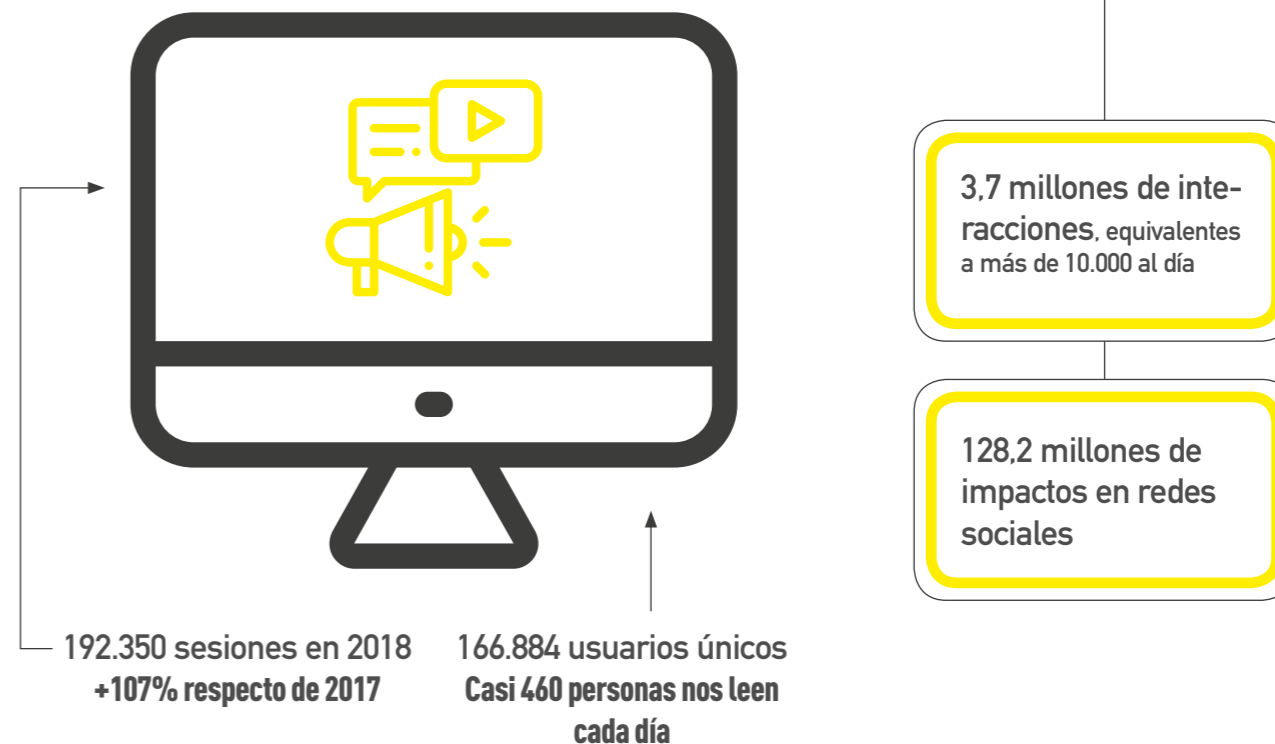 192.350 sesiones en 2018
+107% respecto de 2017
166.884 usuarios únicos
Casi 460 personas nos leen
cada día
3,7 millones de inte-
racciones, equivalentes
a más de 10.000 al día
128,2 millones de
impactos en redes
sociales